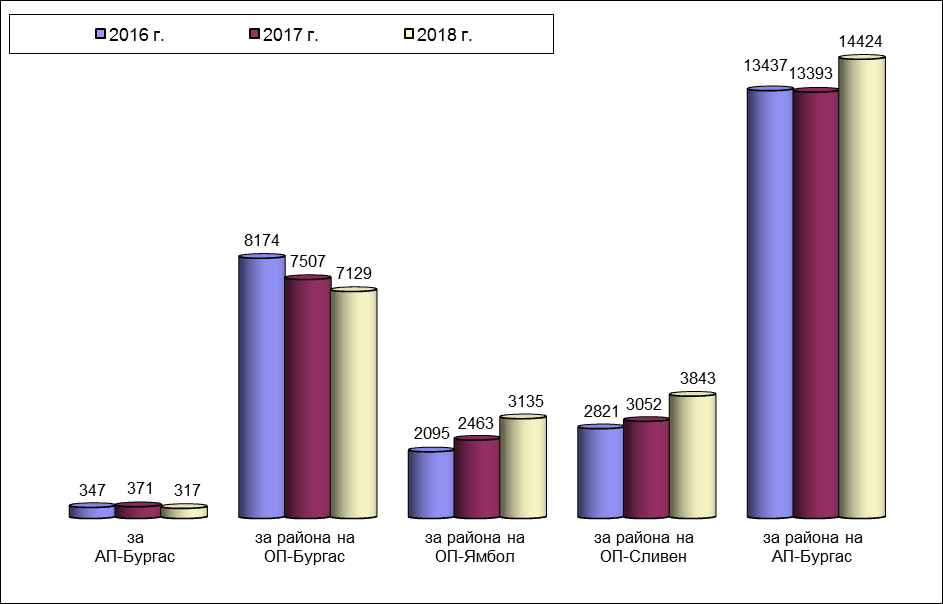 2016 г. 2017 г. 2018 г.
347 371 317
8174 7507 7129
2095 2463 3135
2821 3052 3843
13437 13393 14424
за
АП-Бургас
за района на
ОП-Бургас
за района на
ОП-Ямбол
за района на
ОП-Сливен
за района на
АП-Бургас